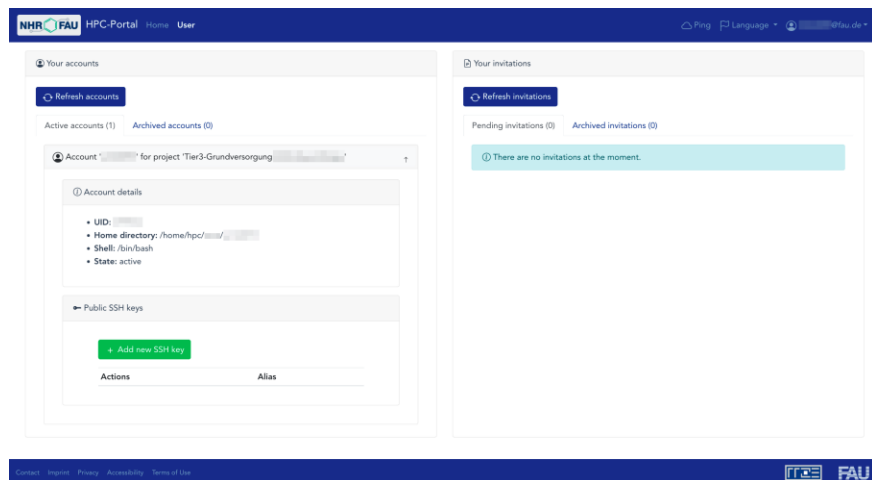 NHR FAU HPC-Portal Home User Ping Language @fau.de
Your accounts
Refresh accounts
Active accounts (1) Archived accounts (0)
Account ' ' for project 'Tier3-Grundversorgung '
Account details
• UID:
• Home directory: /home/hpc/ /
• Shell: /bin/bash
• State: active
Public SSH keys
+ Add new SSH key
Actions Alias
Your invitations
Refresh invitations
Pending invitations (0) Archived invitations (0)
There are no invitations at the moment.
Contact Imprint Privacy Accessibility Terms of Use FAU